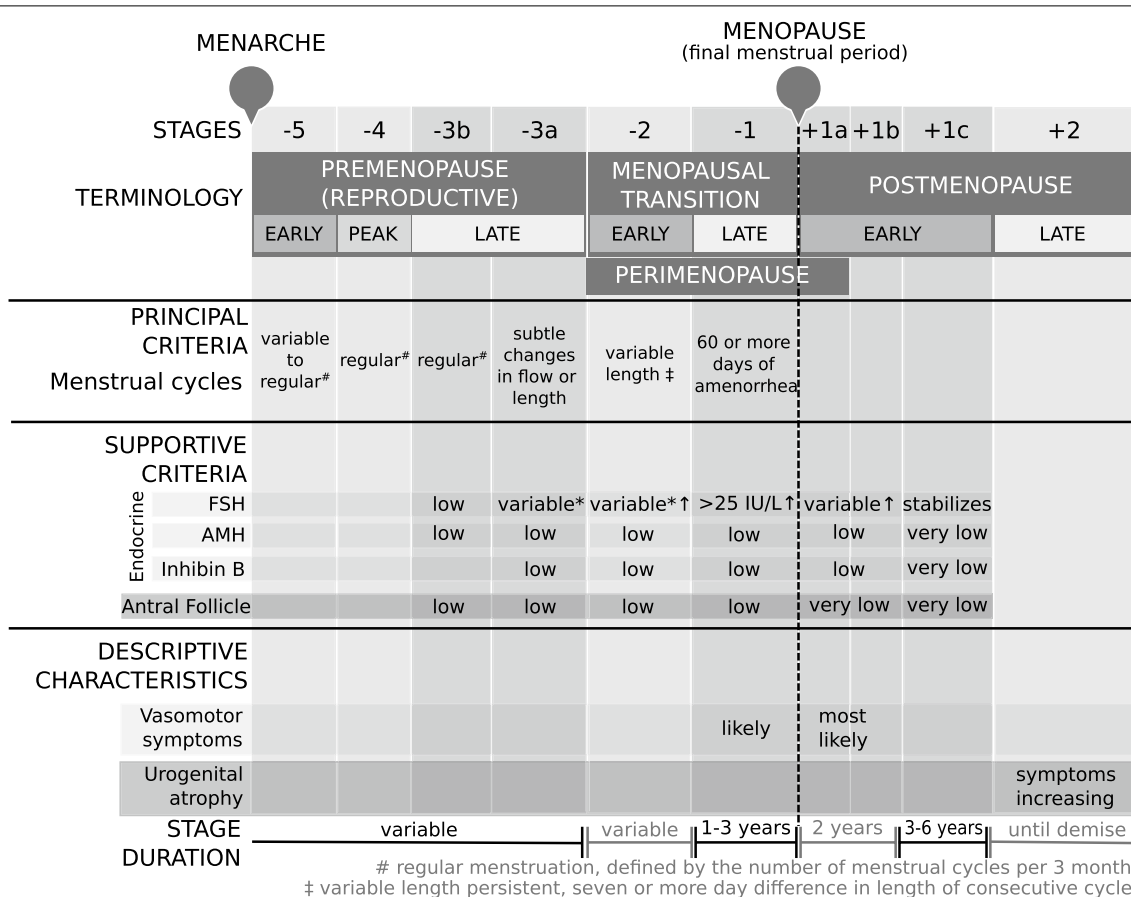 MENARCHE
MENOPAUSE
(final menstrual period)
STAGES -5 -4 -3b -3a -2 -1 +1a +1b +1c +2
TERMINOLOGY
PREMENOPAUSE
(REPRODUCTIVE)
MENOPAUSAL
TRANSITION
POSTMENOPAUSE
EARLY PEAK LATE EARLY LATE EARLY LATE
PERIMENOPAUSE
PRINCIPAL
CRITERIA
Menstrual cycles
variable
to
regular#
regular#
regular#
subtle
changes
in flow or
length
variable
length ‡
60 or more
days of
amenorrhea
SUPPORTIVE
CRITERIA
Endocrine
FSH low variable* variable*↑ >25 IU/L↑ variable↑ stabilizes
AMH low low low low low very low
Inhibin B low low low low very low
Antral Follicle low low low low very low very low
DESCRIPTIVE
CHARACTERISTICS
Vasomotor
symptoms
likely
most
likely
Urogenital
atrophy
symptoms
increasing
STAGE
DURATION
variable variable 1-3 years 2 years 3-6 years until demise
# regular menstruation, defined by the number of menstrual cycles per 3 month
‡ variable length persistent, seven or more day difference in length of consecutive cycle